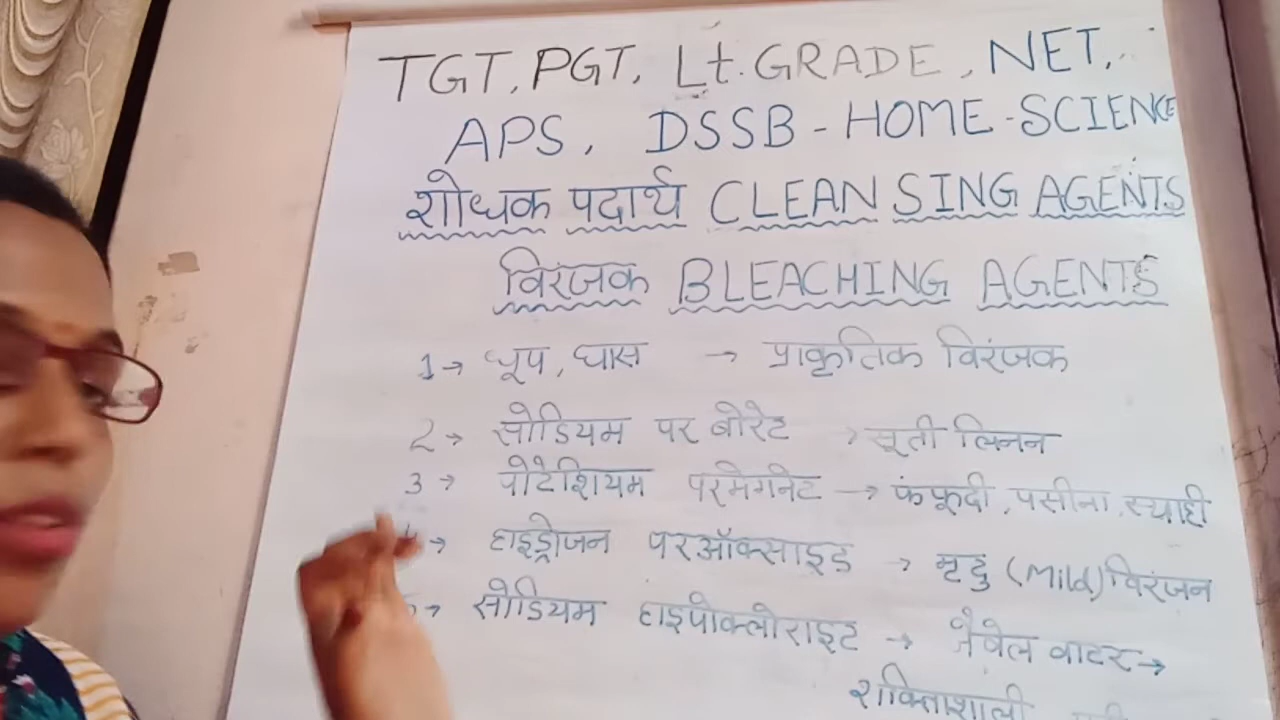 TGT, PGT, Lt. GRADE, NET,
APS, DSSB - HOME - SCIENCE
शोधक पदार्थ CLEANSING AGENTS
विरंजक BLEACHING AGENTS
1→ धूप, घास → प्राकृतिक विरंजक
2→ सोडियम पर बोरेट → सूती लिनन
3→ पोटेशियम परमेगनेट → फंफूदी, पसीना, स्याही
4→ हाइड्रोजन परऑक्साइड → मृदु (Mild) विरंजन
5→ सोडियम हाइपोक्लोराइट → जैवेल वाटर→
शक्तिशाली